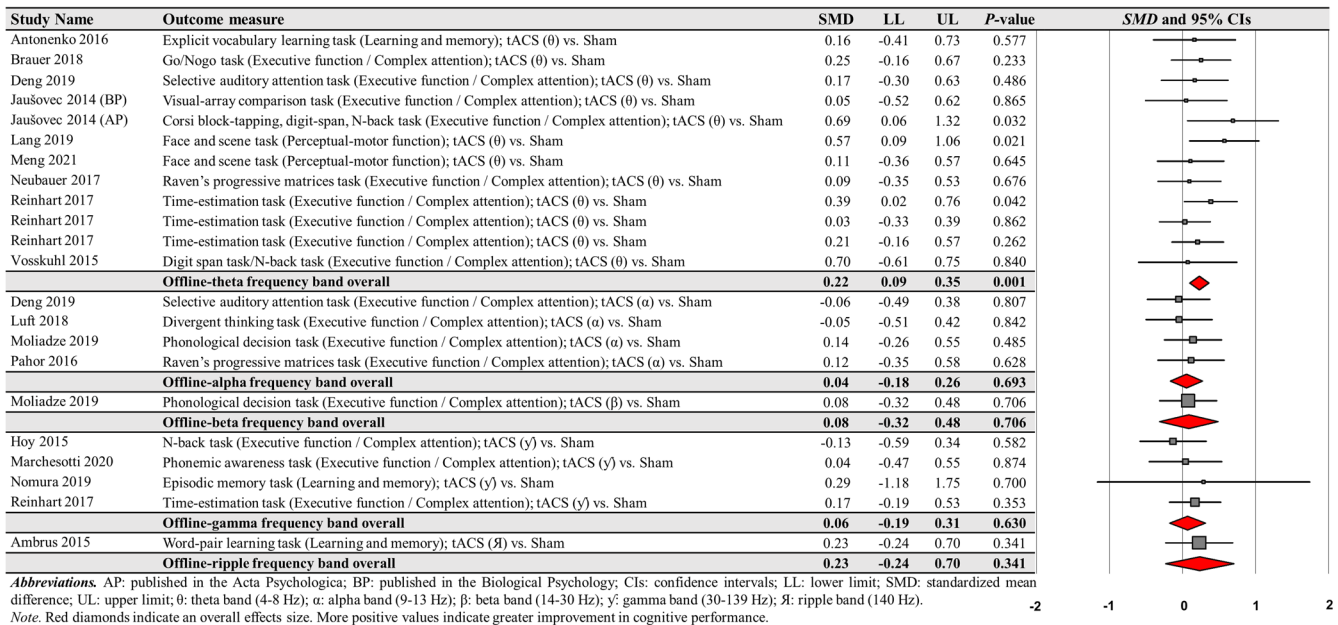 Study Name Outcome measure SMD LL UL P-value SMD and 95% CIs
Antonenko 2016 Explicit vocabulary learning task (Learning and memory); tACS (θ) vs. Sham 0.16 -0.41 0.73 0.577
Brauer 2018 Go/Nogo task (Executive function / Complex attention); tACS (θ) vs. Sham 0.25 -0.16 0.67 0.233
Deng 2019 Selective auditory attention task (Executive function / Complex attention); tACS (θ) vs. Sham 0.17 -0.30 0.63 0.486
Jaušovec 2014 (BP) Visual-array comparison task (Executive function / Complex attention); tACS (θ) vs. Sham 0.05 -0.52 0.62 0.865
Jaušovec 2014 (AP) Corsi block-tapping, digit-span, N-back task (Executive function / Complex attention); tACS (θ) vs. Sham 0.69 0.06 1.32 0.032
Lang 2019 Face and scene task (Perceptual-motor function); tACS (θ) vs. Sham 0.57 0.09 1.06 0.021
Meng 2021 Face and scene task (Executive function / Complex attention); tACS (θ) vs. Sham 0.11 -0.36 0.57 0.645
Neubauer 2017 Raven's progressive matrices task (Executive function / Complex attention); tACS (θ) vs. Sham 0.09 -0.35 0.53 0.676
Reinhart 2017 Time-estimation task (Executive function / Complex attention); tACS (θ) vs. Sham 0.39 0.02 0.76 0.042
Reinhart 2017 Time-estimation task (Executive function / Complex attention); tACS (θ) vs. Sham 0.03 -0.33 0.39 0.862
Reinhart 2017 Time-estimation task (Executive function / Complex attention); tACS (θ) vs. Sham 0.21 -0.16 0.57 0.262
Vosskuhl 2015 Digit span task/N-back task (Executive function / Complex attention); tACS (θ) vs. Sham 0.70 -0.61 0.75 0.840
Offline-theta frequency band overall 0.22 0.09 0.35 0.001
Deng 2019 Selective auditory attention task (Executive function / Complex attention); tACS (α) vs. Sham -0.06 -0.49 0.38 0.807
Luft 2018 Divergent thinking task (Executive function / Complex attention); tACS (α) vs. Sham -0.05 -0.51 0.42 0.842
Moliadze 2019 Phonological decision task (Executive function / Complex attention); tACS (α) vs. Sham 0.14 -0.26 0.55 0.485
Pahor 2016 Raven's progressive matrices task (Executive function / Complex attention); tACS (α) vs. Sham 0.12 -0.35 0.58 0.628
Offline-alpha frequency band overall 0.04 -0.18 0.26 0.693
Moliadze 2019 Phonological decision task (Executive function / Complex attention); tACS (β) vs. Sham 0.08 -0.32 0.48 0.706
Offline-beta frequency band overall 0.08 -0.32 0.48 0.706
Hoy 2015 N-back task (Executive function / Complex attention); tACS (ƴ) vs. Sham -0.13 -0.59 0.34 0.582
Marchesotti 2020 Phonemic awareness task (Executive function / Complex attention); tACS (ƴ) vs. Sham 0.04 -0.47 0.55 0.874
Nomura 2019 Episodic memory task (Learning and memory); tACS (ƴ) vs. Sham 0.29 -1.18 1.75 0.700
Reinhart 2017 Time-estimation task (Executive function / Complex attention); tACS (ƴ) vs. Sham 0.17 -0.19 0.53 0.353
Offline-gamma frequency band overall 0.06 -0.19 0.31 0.630
Ambrus 2015 Word-pair learning task (Learning and memory); tACS (Я) vs. Sham 0.23 -0.24 0.70 0.341
Offline-ripple frequency band overall 0.23 -0.24 0.70 0.341
Abbreviations. AP: published in the Acta Psychologica; BP: published in the Biological Psychology; CIs: confidence intervals; LL: lower limit; SMD: standardized mean
difference; UL: upper limit; θ: theta band (4-8 Hz); α: alpha band (9-13 Hz); β: beta band (14-30 Hz); ƴ: gamma band (30-139 Hz); Я: ripple band (140 Hz).
Note. Red diamonds indicate an overall effects size. More positive values indicate greater improvement in cognitive performance.
-2 -1 0 1 2